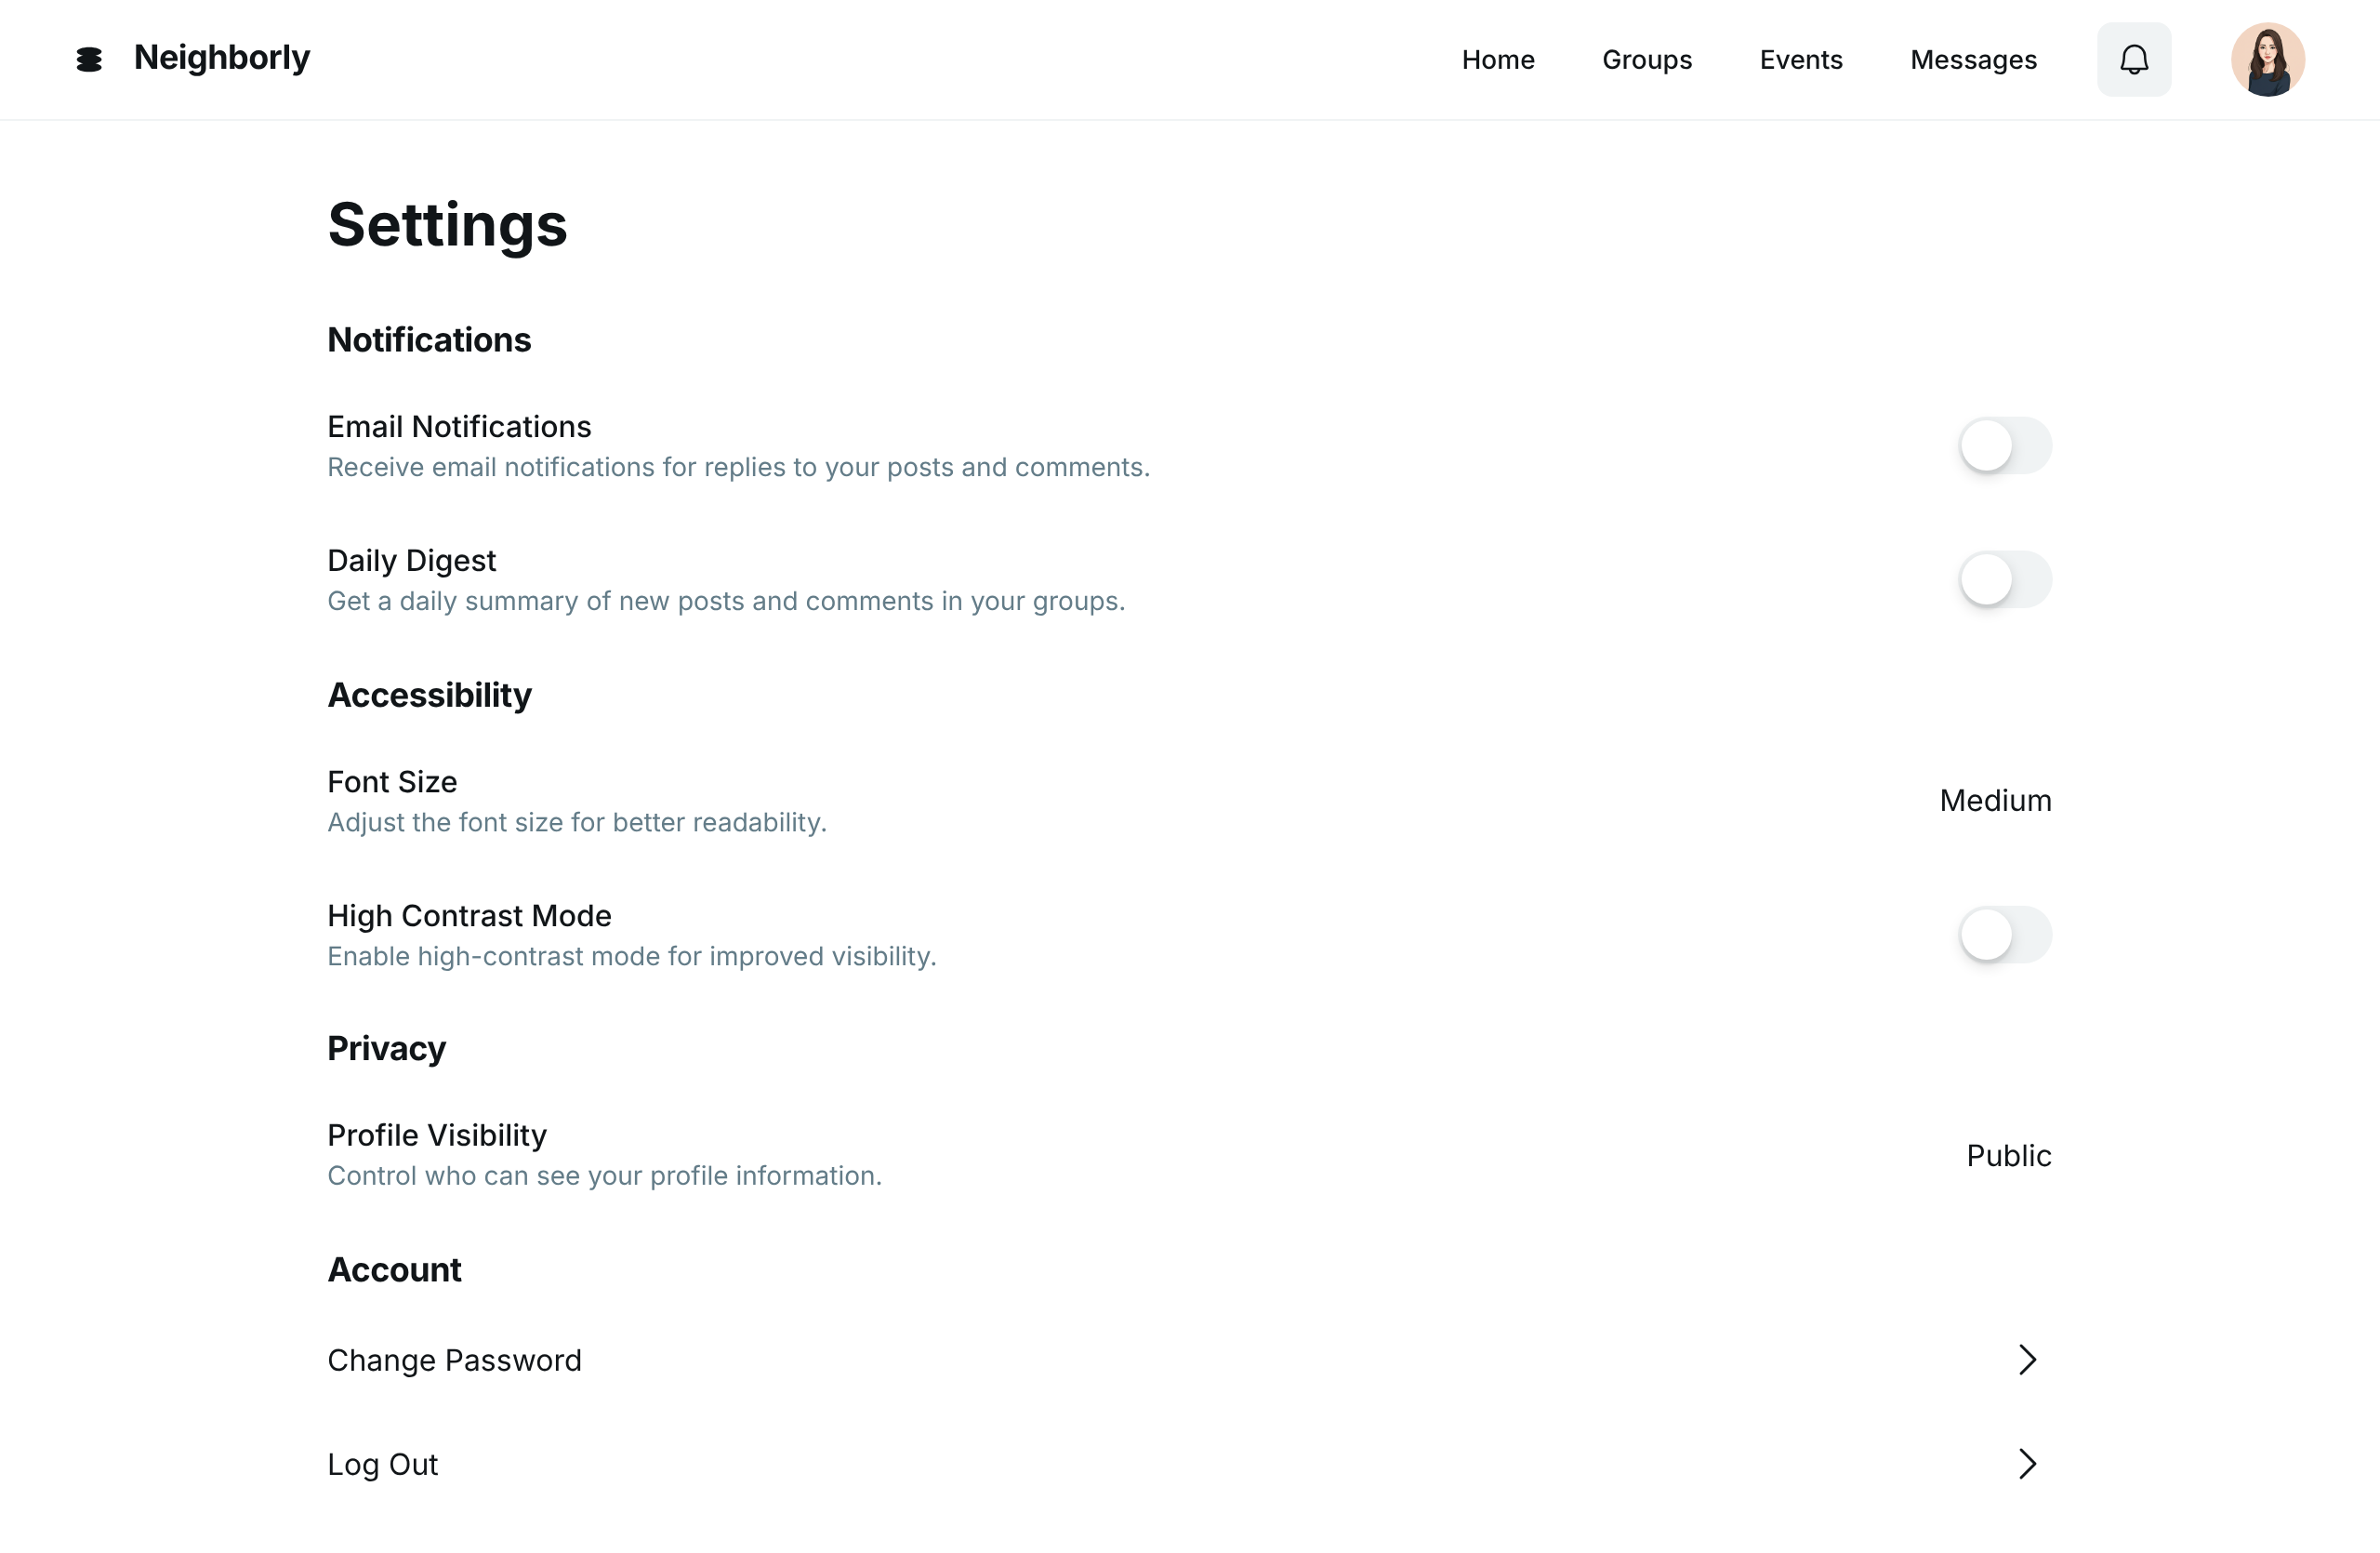 Neighborly
Home
Groups
Events
Messages
Settings
Notifications
Email Notifications
Receive email notifications for replies to your posts and comments.
Daily Digest
Get a daily summary of new posts and comments in your groups.
Accessibility
Font Size
Adjust the font size for better readability.
Medium
High Contrast Mode
Enable high-contrast mode for improved visibility.
Privacy
Profile Visibility
Control who can see your profile information.
Public
Account
Change Password
Log Out